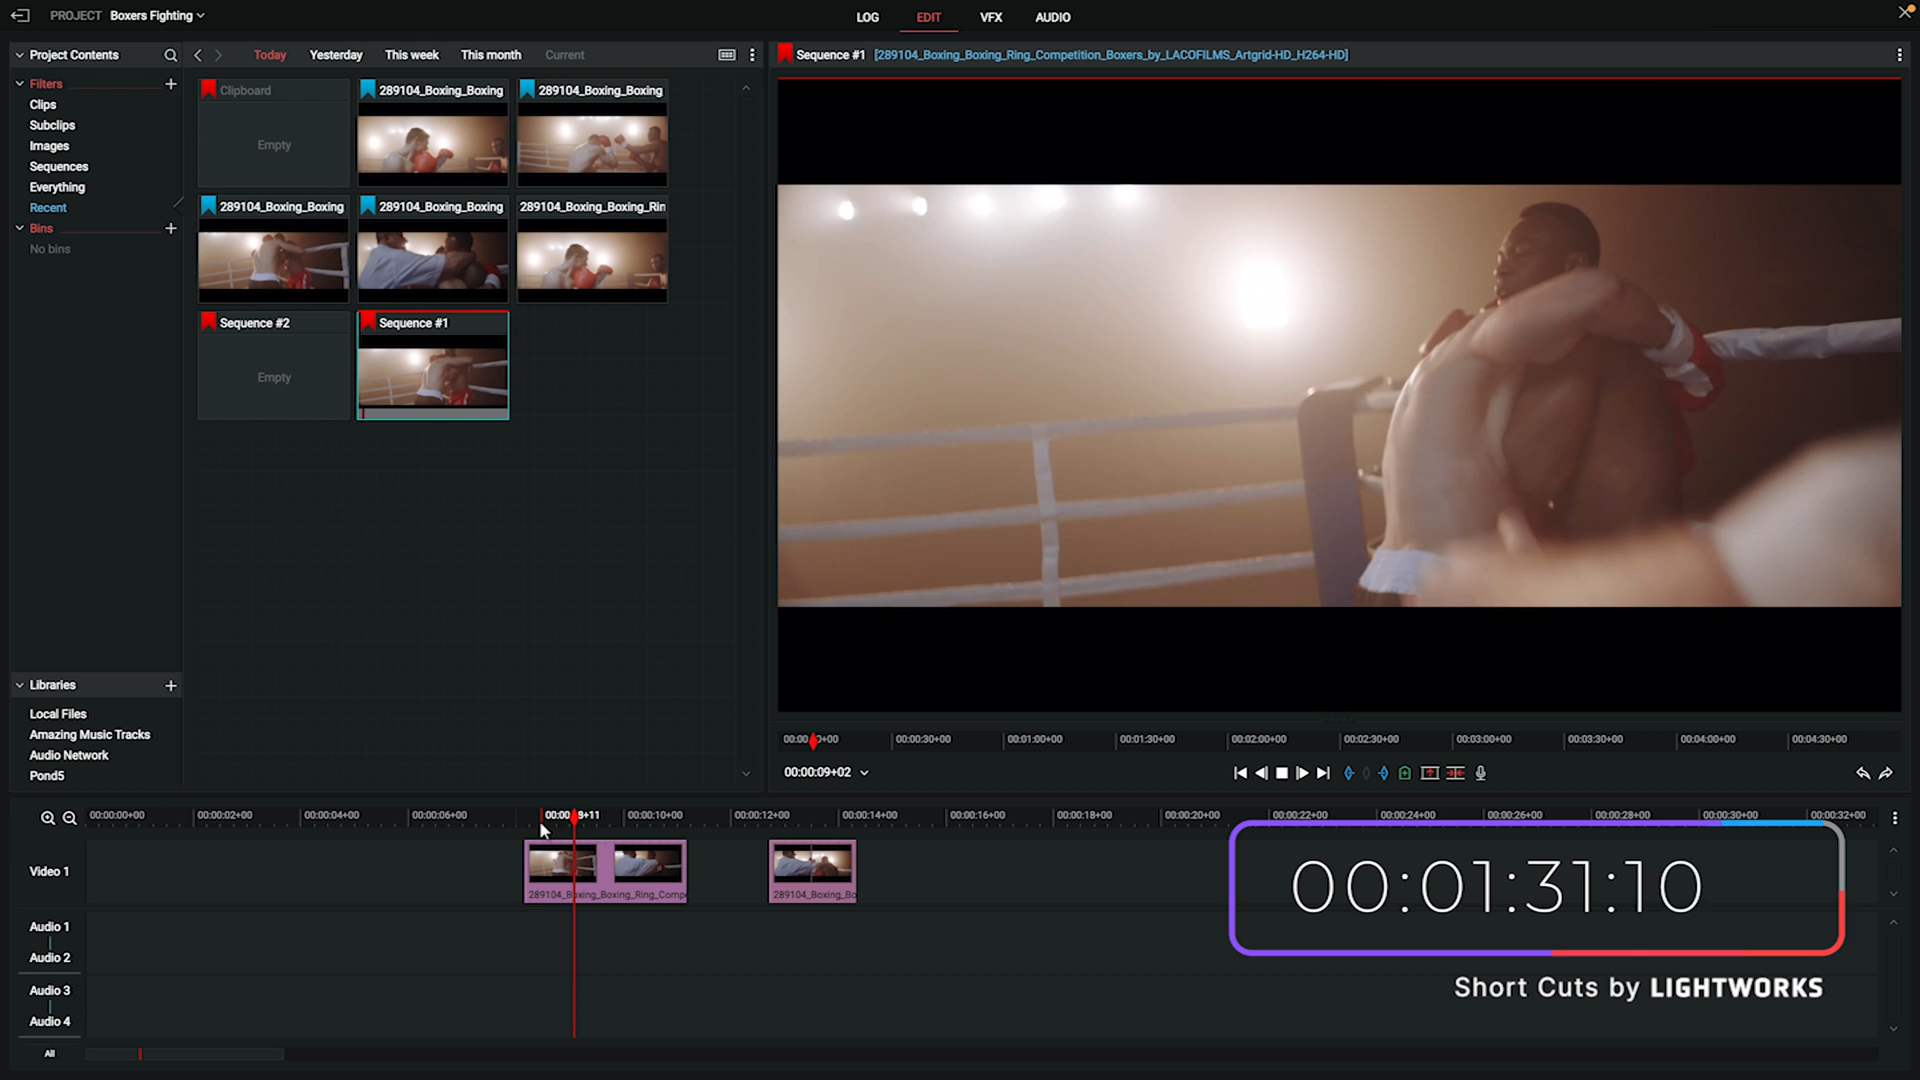 PROJECT Boxers Fighting
LOG EDIT VFX AUDIO
Project Contents
Today Yesterday This week This month Current
Sequence #1 [289104_Boxing_Boxing_Ring_Competition_Boxers_by_LACOFILMS_Artgrid-HD_H264-HD]
Filters
Clips
Subclips
Images
Sequences
Everything
Recent
Bins
No bins
Clipboard
Empty
289104_Boxing_Boxing
289104_Boxing_Boxing
289104_Boxing_Boxing
289104_Boxing_Boxing
289104_Boxing_Boxing_Rin
Sequence #2
Empty
Sequence #1
Libraries
Local Files
Amazing Music Tracks
Audio Network
Pond5
00:00:30+00 00:01:00+00 00:01:30+00 00:02:00+00 00:02:30+00 00:03:00+00 00:03:30+00 00:04:00+00 00:04:30+00
00:00:09+02
00:00:00+00 00:00:02+00 00:00:04+00 00:00:06+00 00:00:10+00 00:00:12+00 00:00:14+00 00:00:16+00 00:00:18+00 00:00:20+00 00:00:22+00 00:00:24+00 00:00:26+00 00:00:28+00 00:00:30+00 00:00:32+00
Video 1
289104_Boxing_Boxing_Ring_Compe
289104_Boxing_Bo
Audio 1
Audio 2
Audio 3
Audio 4
All
00:01:31:10
Short Cuts by LIGHTWORKS